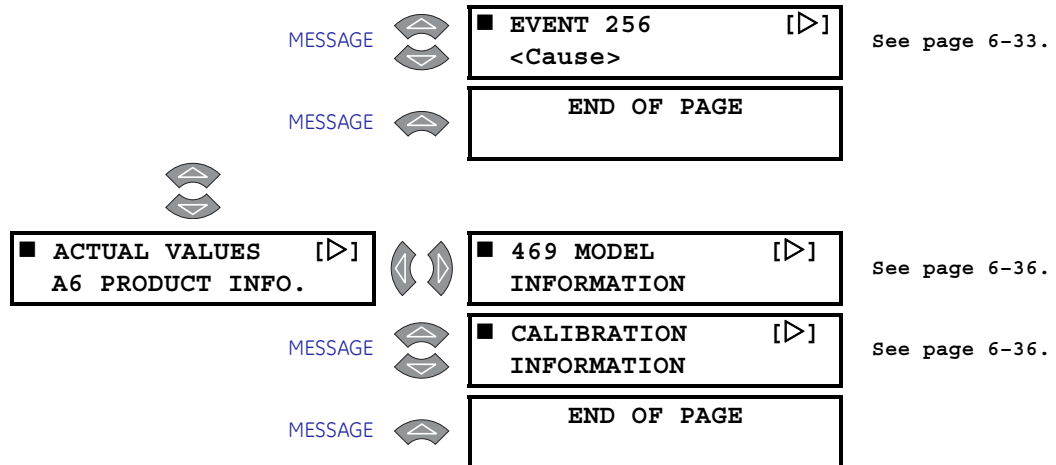 MESSAGE
■ EVENT 256 [▷]
<Cause>
See page 6-33.
MESSAGE
END OF PAGE
■ ACTUAL VALUES [▷]
A6 PRODUCT INFO.
■ 469 MODEL [▷]
INFORMATION
See page 6-36.
MESSAGE
■ CALIBRATION [▷]
INFORMATION
See page 6-36.
MESSAGE
END OF PAGE